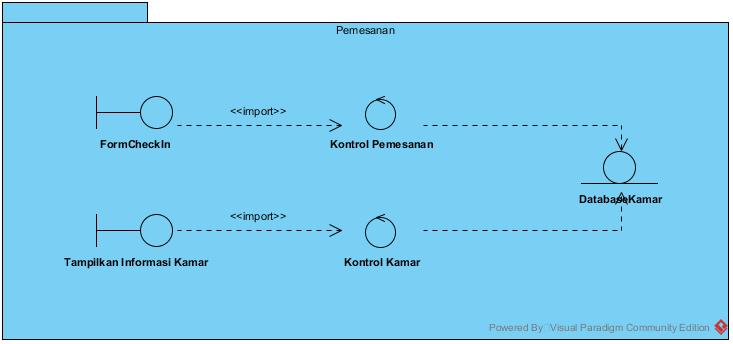 Pemesanan
<<import>>
FormCheckIn
Kontrol Pemesanan
DatabaseKamar
<<import>>
Tampilkan Informasi Kamar
Kontrol Kamar
Powered By Visual Paradigm Community Edition